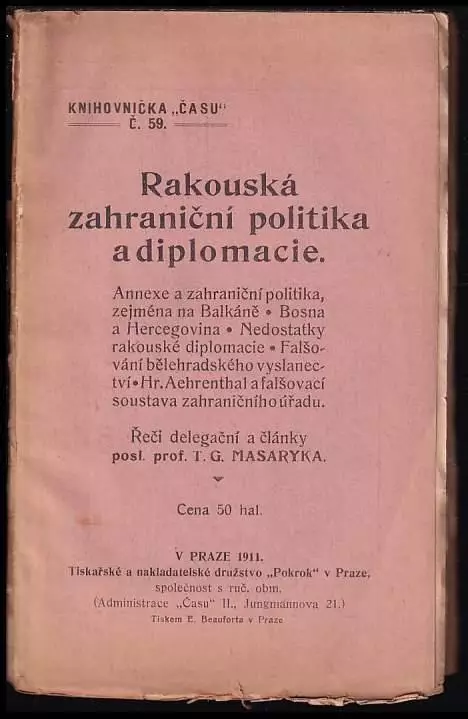 KNIHOVNIČKA „ČASU“
Č. 59.
Rakouská
zahraniční politika
a diplomacie.
Annexe a zahraniční politika,
zejména na Balkáně • Bosna
a Hercegovina • Nedostatky
rakouské diplomacie • Falšo-
vání bělehradského vyslanec-
tví • Hr. Aehrenthal a falšovací
soustava zahraničního úřadu.
Řeči delegační a články
posl. prof. T. G. MASARYKA.
Cena 50 hal.
V PRAZE 1911.
Tiskařské a nakladatelské družstvo „Pokrok“ v Praze,
společnost s ruč. obm.
(Administrace „Času“ II., Jungmannova 21.)
Tiskem E. Beauforta v Praze